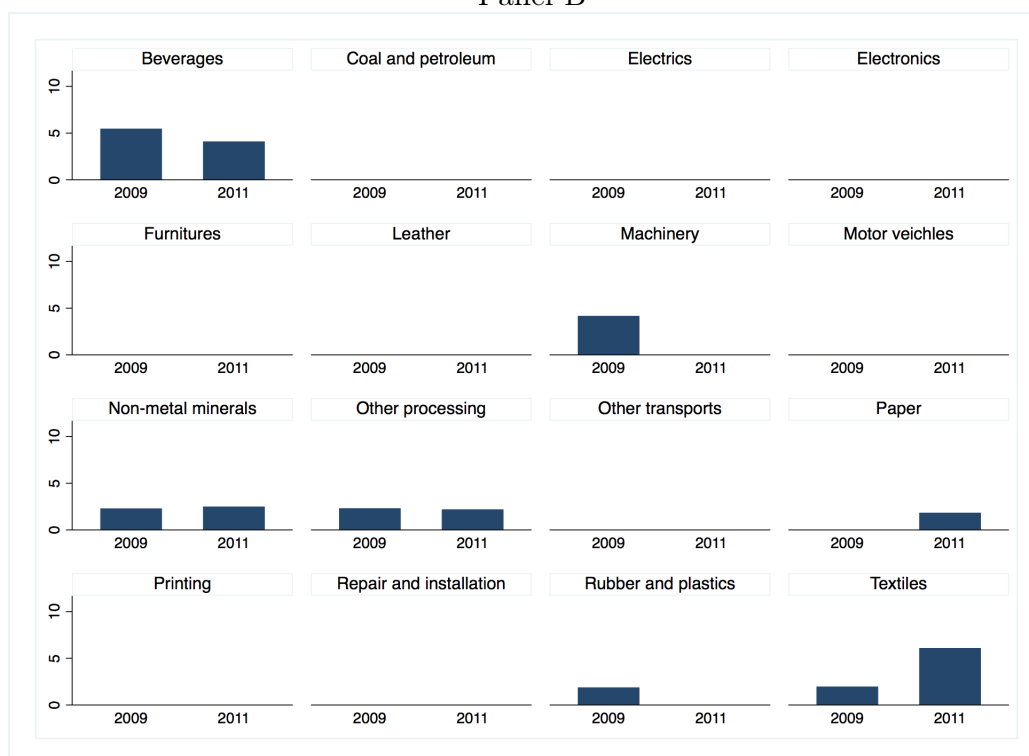 Panel B
Beverages Coal and petroleum Electrics Electronics
10
5
0
2009 2011 2009 2011 2009 2011 2009 2011
Furnitures Leather Machinery Motor veichles
10
5
0
2009 2011 2009 2011 2009 2011 2009 2011
Non-metal minerals Other processing Other transports Paper
10
5
0
2009 2011 2009 2011 2009 2011 2009 2011
Printing Repair and installation Rubber and plastics Textiles
10
5
0
2009 2011 2009 2011 2009 2011 2009 2011